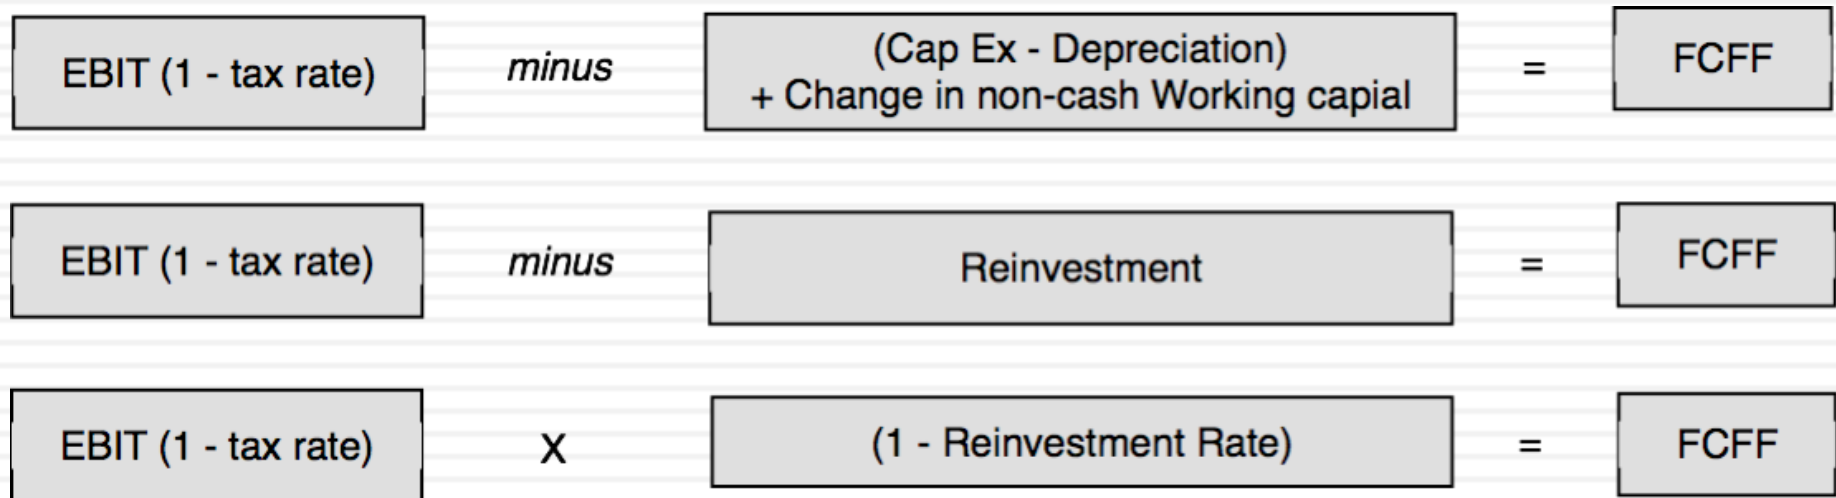 EBIT (1 - tax rate) minus (Cap Ex - Depreciation) = FCFF
+ Change in non-cash Working capial
EBIT (1 - tax rate) minus Reinvestment = FCFF
EBIT (1 - tax rate) X (1 - Reinvestment Rate) = FCFF